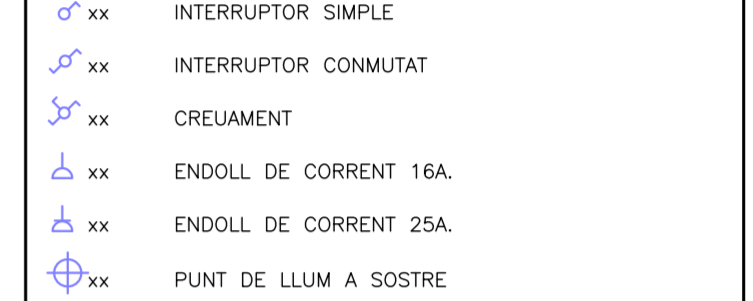 xx INTERRUPTOR SIMPLE
xx INTERRUPTOR CONMUTAT
xx CREUAMENT
xx ENDOLL DE CORRENT 16A.
xx ENDOLL DE CORRENT 25A.
xx PUNT DE LLUM A SOSTRE